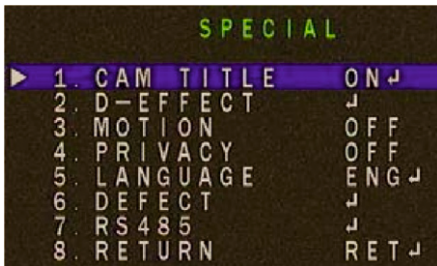 SPECIAL
▶ 1. CAM TITLE ON↲
2. D-EFFECT ↲
3. MOTION OFF
4. PRIVACY OFF
5. LANGUAGE ENG↲
6. DEFECT ↲
7. RS485 ↲
8. RETURN RET↲